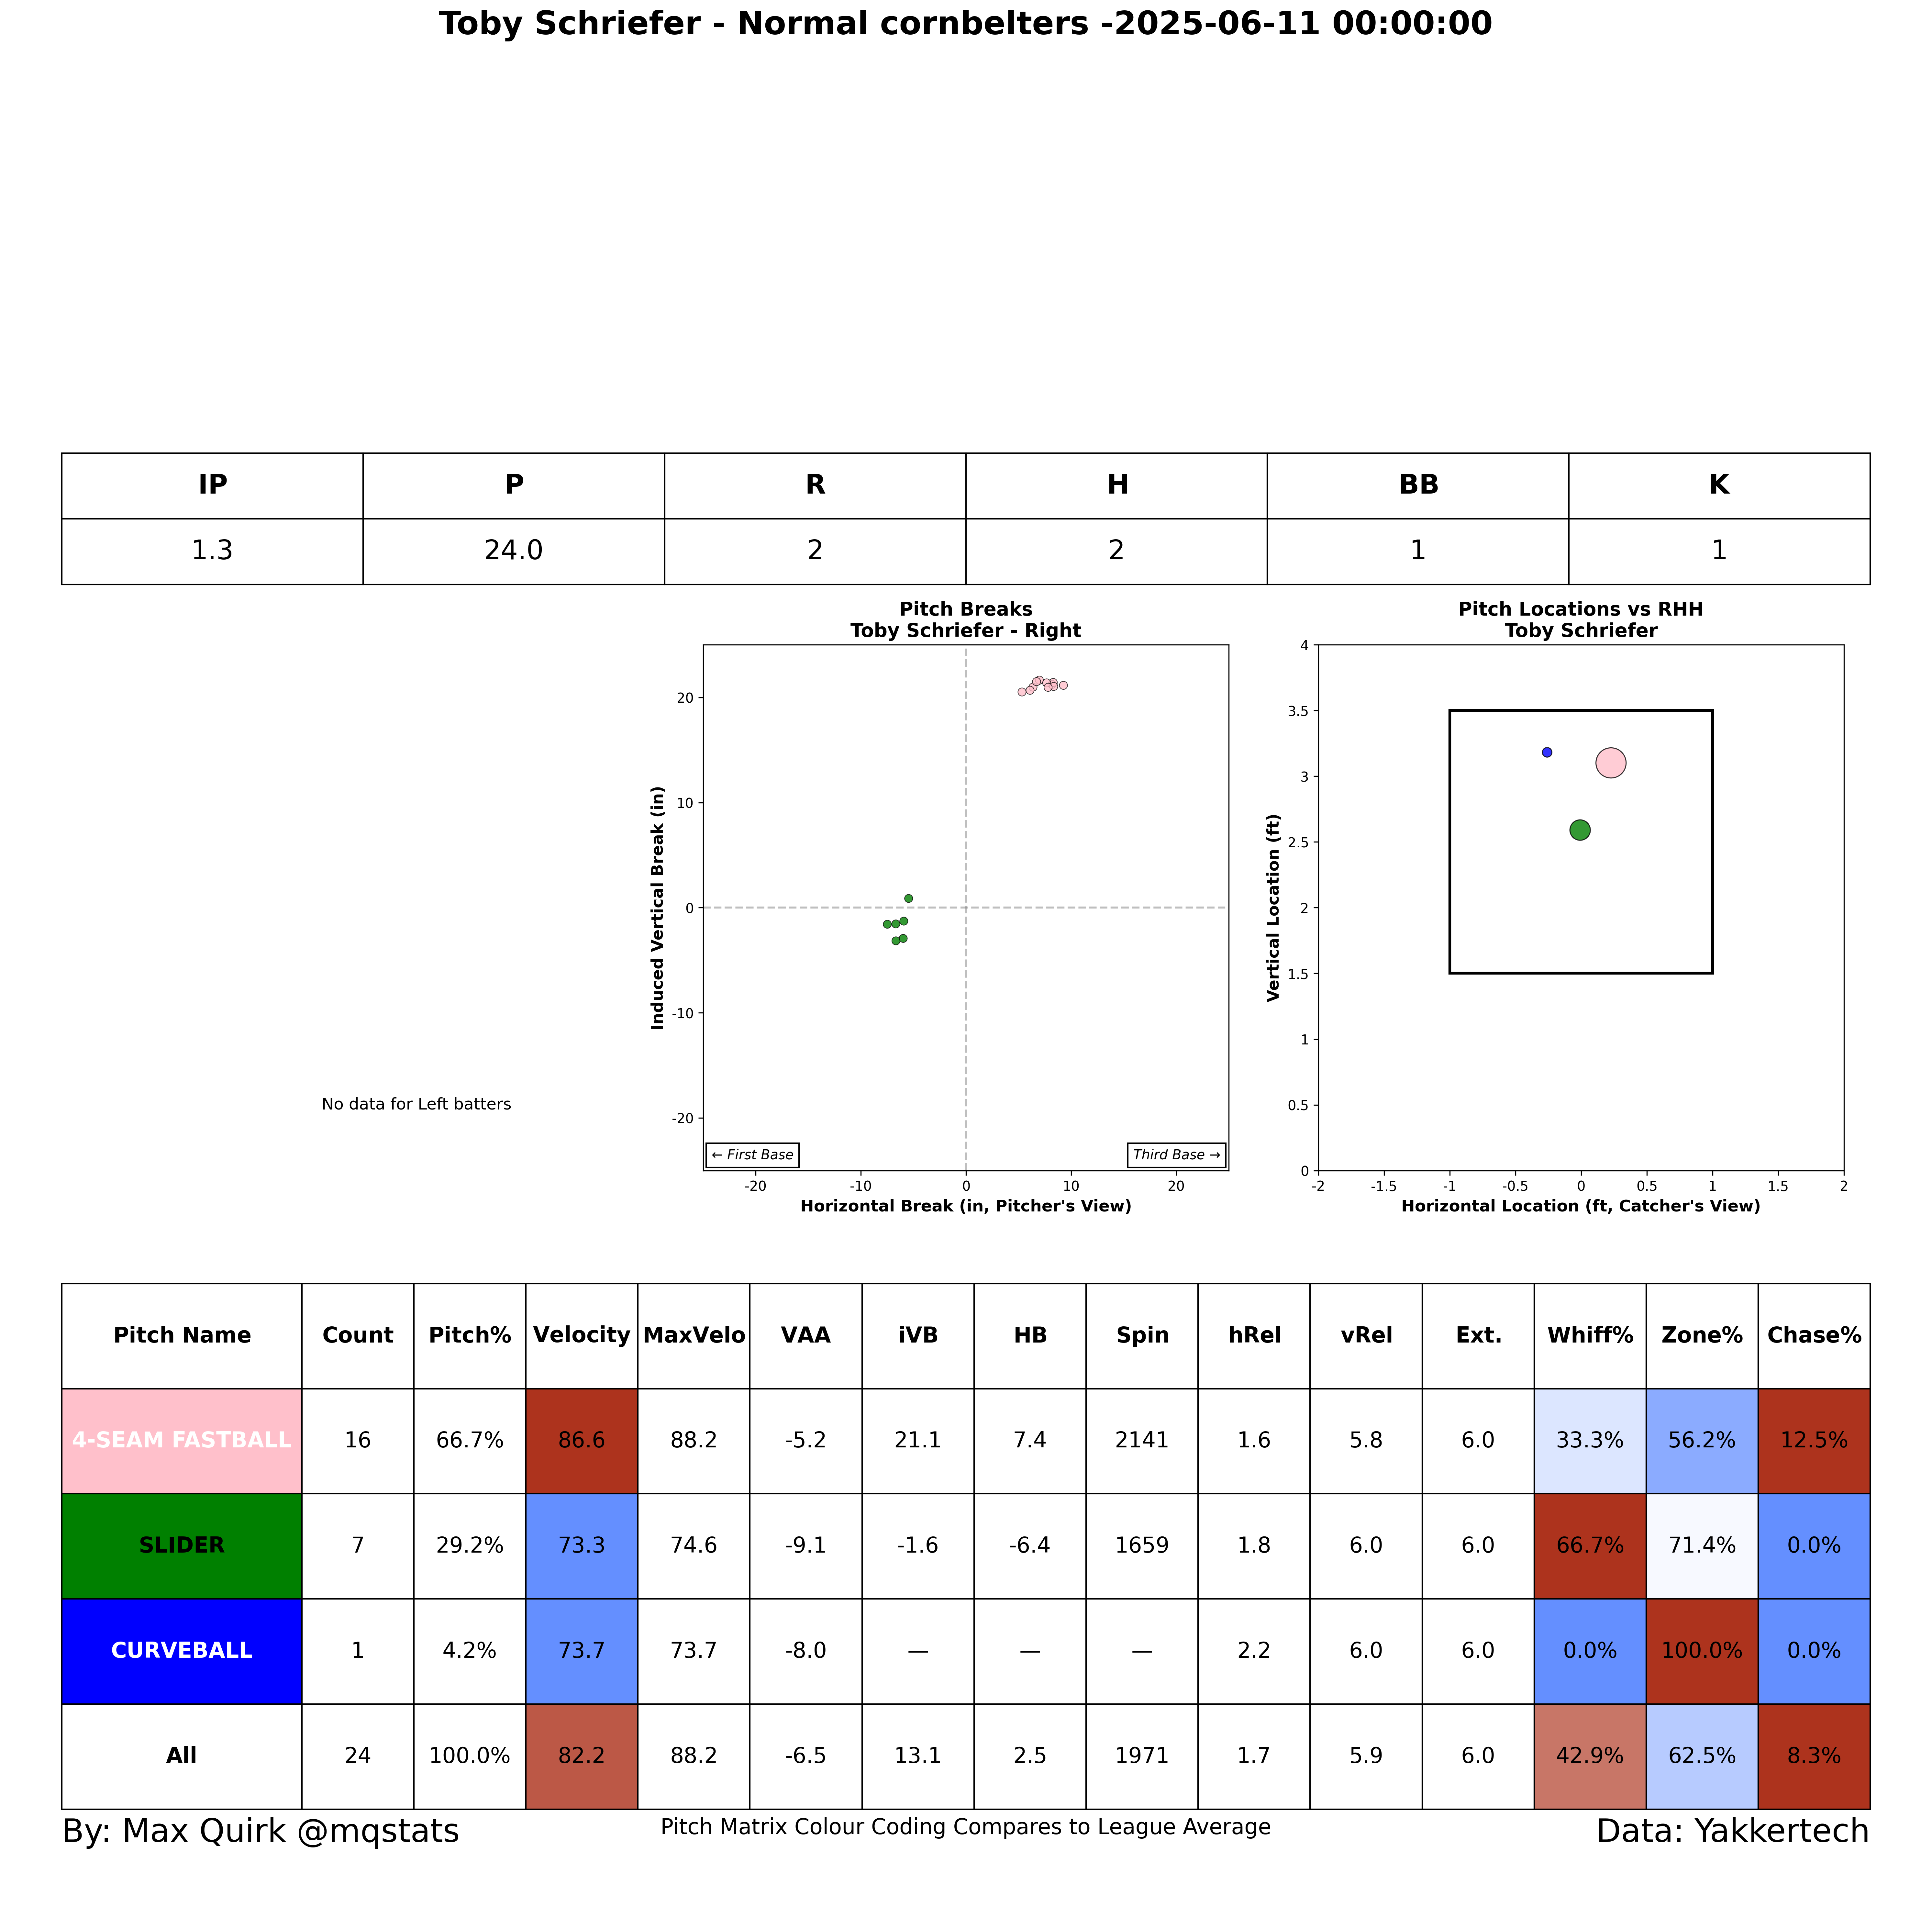 Toby Schriefer - Normal cornbelters -2025-06-11 00:00:00
IP P R H BB K
1.3 24.0 2 2 1 1
No data for Left batters
Pitch Breaks
Toby Schriefer - Right
Induced Vertical Break (in)
20
10
0
-10
-20
← First Base
Third Base →
-20 -10 0 10 20
Horizontal Break (in, Pitcher's View)
Pitch Locations vs RHH
Toby Schriefer
Vertical Location (ft)
4
3.5
3
2.5
2
1.5
1
0.5
0
-2 -1.5 -1 -0.5 0 0.5 1 1.5 2
Horizontal Location (ft, Catcher's View)
Pitch Name Count Pitch% Velocity MaxVelo VAA iVB HB Spin hRel vRel Ext. Whiff% Zone% Chase%
4-SEAM FASTBALL 16 66.7% 86.6 88.2 -5.2 21.1 7.4 2141 1.6 5.8 6.0 33.3% 56.2% 12.5%
SLIDER 7 29.2% 73.3 74.6 -9.1 -1.6 -6.4 1659 1.8 6.0 6.0 66.7% 71.4% 0.0%
CURVEBALL 1 4.2% 73.7 73.7 -8.0 — — — 2.2 6.0 6.0 0.0% 100.0% 0.0%
All 24 100.0% 82.2 88.2 -6.5 13.1 2.5 1971 1.7 5.9 6.0 42.9% 62.5% 8.3%
By: Max Quirk @mqstats
Pitch Matrix Colour Coding Compares to League Average
Data: Yakkertech